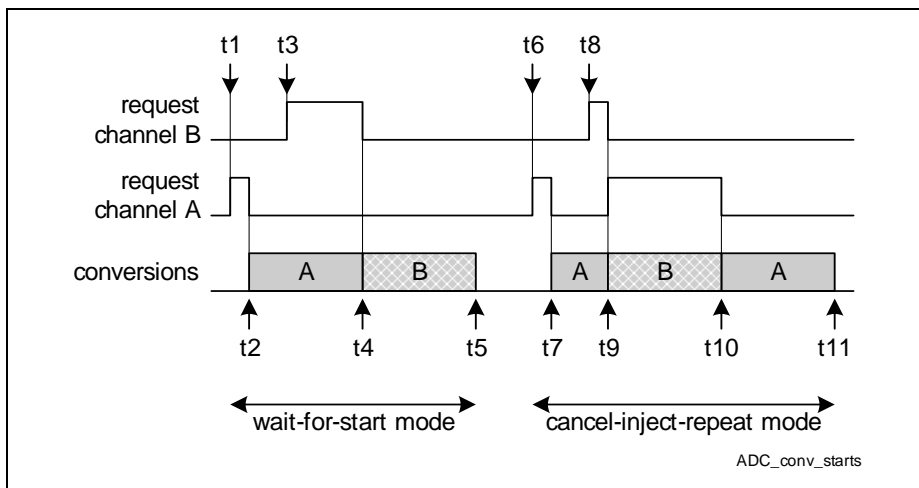 t1 t3 t6 t8
request
channel B
request
channel A
conversions A B A B A
t2 t4 t5 t7 t9 t10 t11
wait-for-start mode cancel-inject-repeat mode
ADC_conv_starts